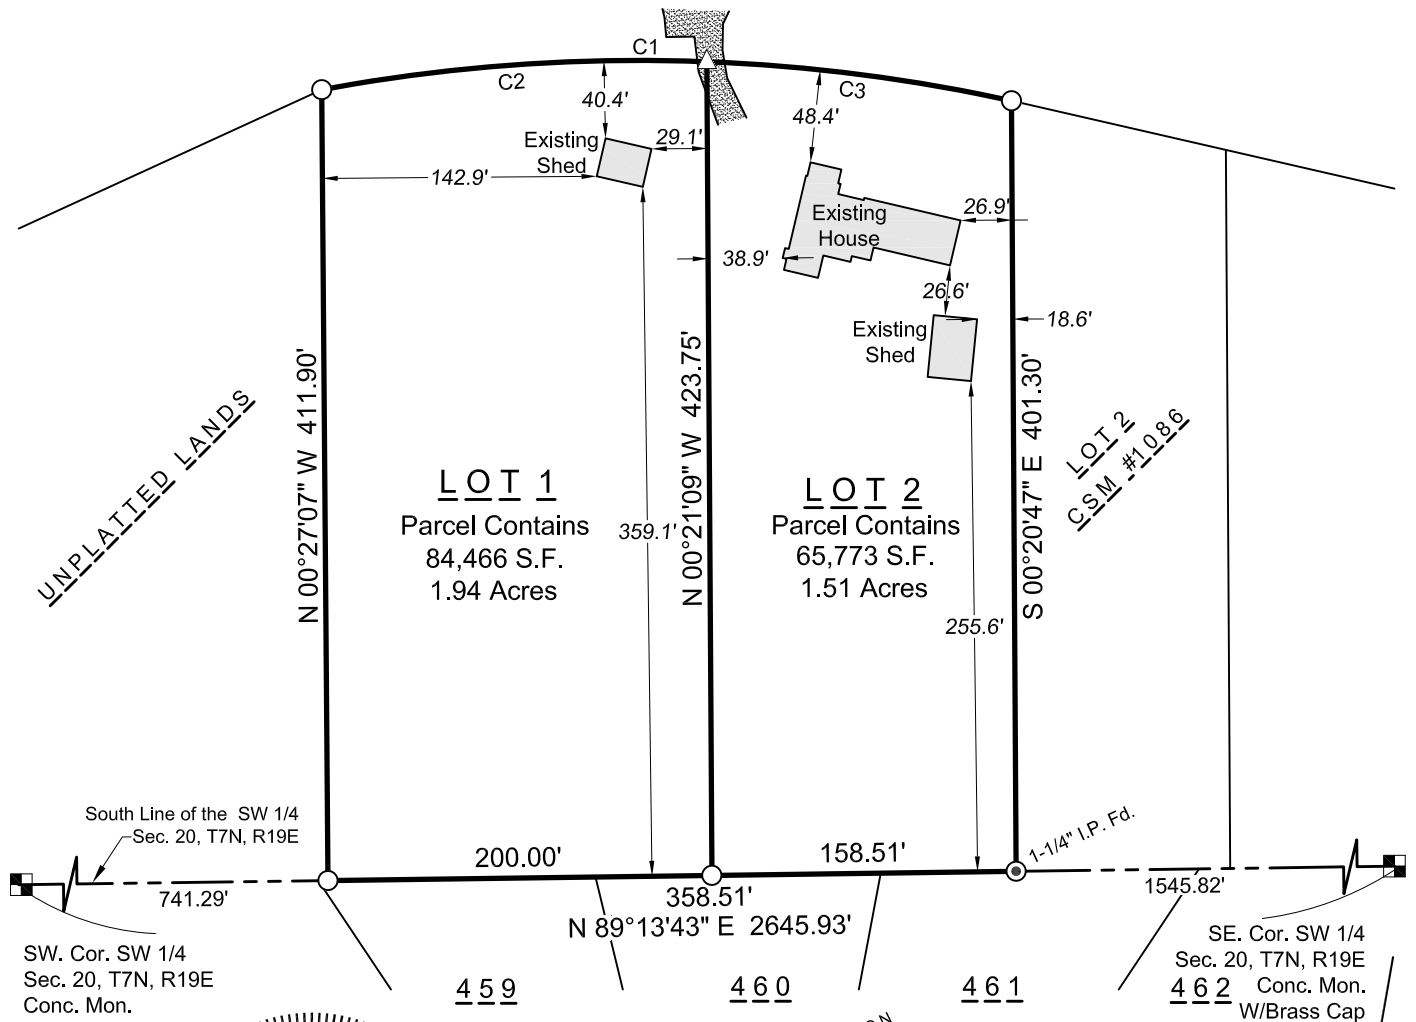 C1
C2
C3
40.4'
48.4'
Existing
Shed
29.1'
142.9'
Existing
House
26.9'
38.9'
26.6'
Existing
Shed
18.6'
N 00°27'07" W 411.90'
N 00°21'09" W 423.75'
S 00°20'47" E 401.30'
UNPLATTED LANDS
LOT 2
CSM #1086
LOT 1
Parcel Contains
84,466 S.F.
1.94 Acres
359.1'
LOT 2
Parcel Contains
65,773 S.F.
1.51 Acres
255.6'
South Line of the SW 1/4
Sec. 20, T7N, R19E
200.00'
158.51'
1-1/4" I.P. Fd.
741.29'
358.51'
1545.82'
N 89°13'43" E 2645.93'
SW. Cor. SW 1/4
Sec. 20, T7N, R19E
Conc. Mon.
SE. Cor. SW 1/4
Sec. 20, T7N, R19E
Conc. Mon.
W/Brass Cap
459
460
461
462